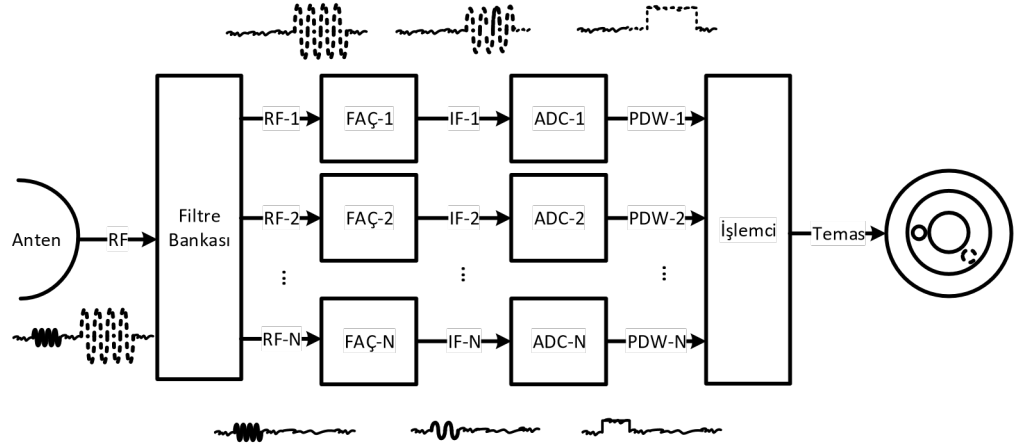 RF-1
FAÇ-1
IF-1
ADC-1
PDW-1
Anten
RF
Filtre
Bankası
RF-2
FAÇ-2
IF-2
ADC-2
PDW-2
İşlemci
Temas
...
...
...
RF-N
FAÇ-N
IF-N
ADC-N
PDW-N